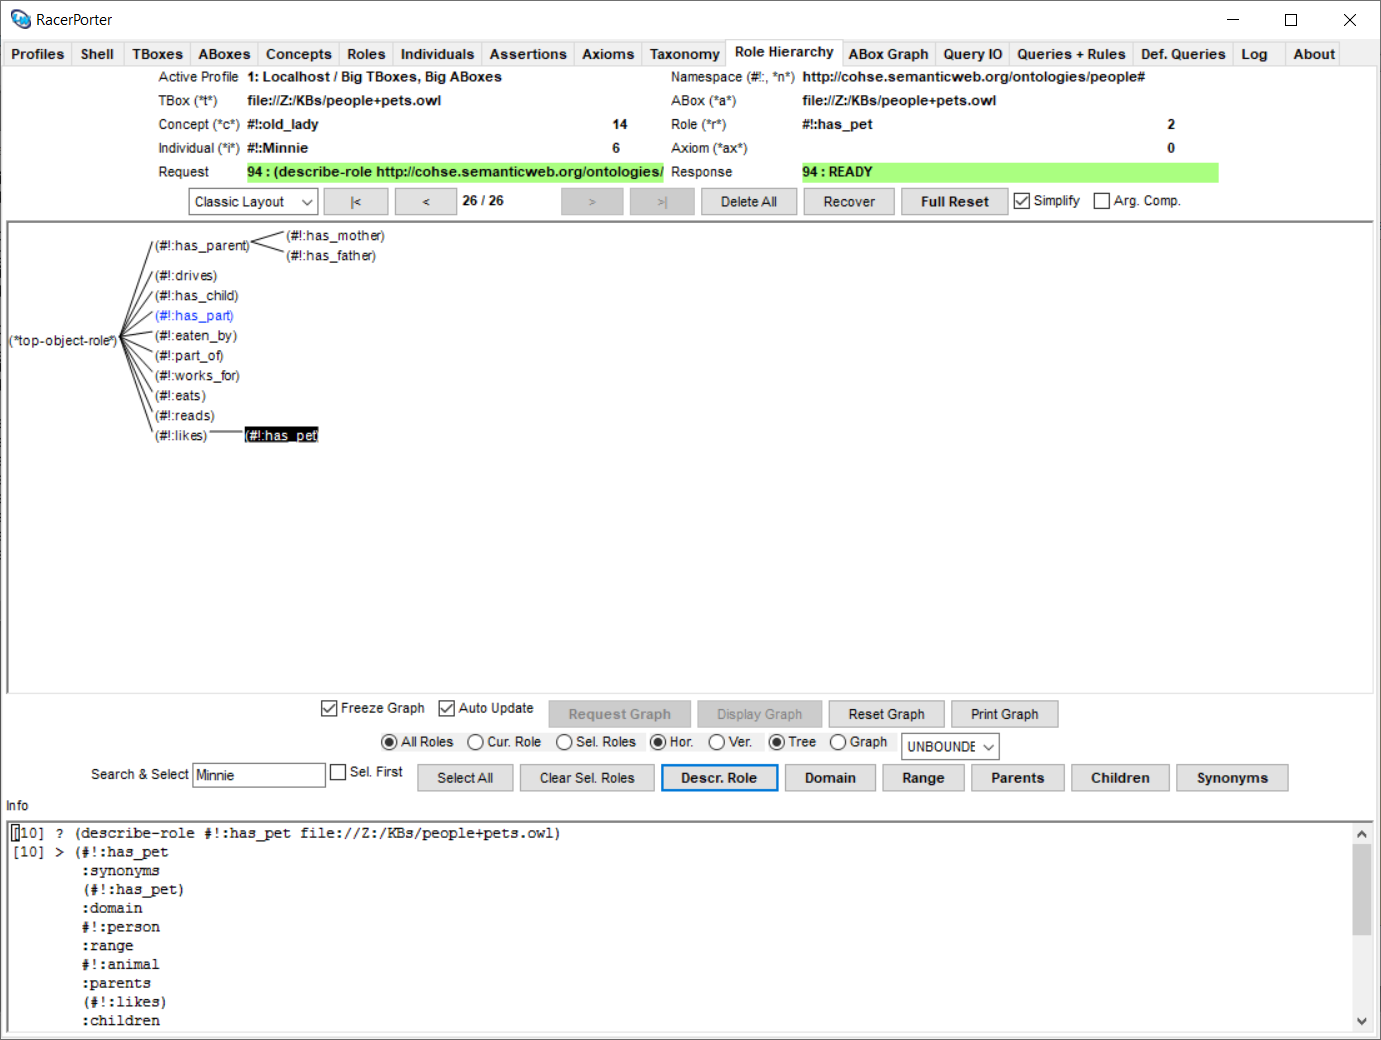 RacerPorter
Profiles Shell TBoxes ABoxes Concepts Roles Individuals Assertions Axioms Taxonomy Role Hierarchy ABox Graph Query IO Queries + Rules Def. Queries Log About
Active Profile 1: Localhost / Big TBoxes, Big ABoxes Namespace (#!:, *n*) http://cohse.semanticweb.org/ontologies/people#
TBox (*t*) file://Z:/KBs/people+pets.owl ABox (*a*) file://Z:/KBs/people+pets.owl
Concept (*c*) #!:old_lady 14 Role (*r*) #!:has_pet 2
Individual (*i*) #!:Minnie 6 Axiom (*ax*) 0
Request 94 : (describe-role http://cohse.semanticweb.org/ontologies/ Response 94 : READY
Classic Layout |< < 26 / 26 > >| Delete All Recover Full Reset Simplify Arg. Comp.
(#!:has_mother)
(#!:has_parent)
(#!:has_father)
(#!:drives)
(#!:has_child)
(#!:has_part)
(#!:eaten_by)
(*top-object-role*)
(#!:part_of)
(#!:works_for)
(#!:eats)
(#!:reads)
(#!:likes) (#!:has_pet)
Freeze Graph Auto Update Request Graph Display Graph Reset Graph Print Graph
All Roles Cur. Role Sel. Roles Hor. Ver. Tree Graph UNBOUNDE
Search & Select Minnie Sel. First Select All Clear Sel. Roles Descr. Role Domain Range Parents Children Synonyms
Info
[10] ? (describe-role #!:has_pet file://Z:/KBs/people+pets.owl)
[10] > (#!:has_pet
:synonyms
(#!:has_pet)
:domain
#!:person
:range
#!:animal
:parents
(#!:likes)
:children